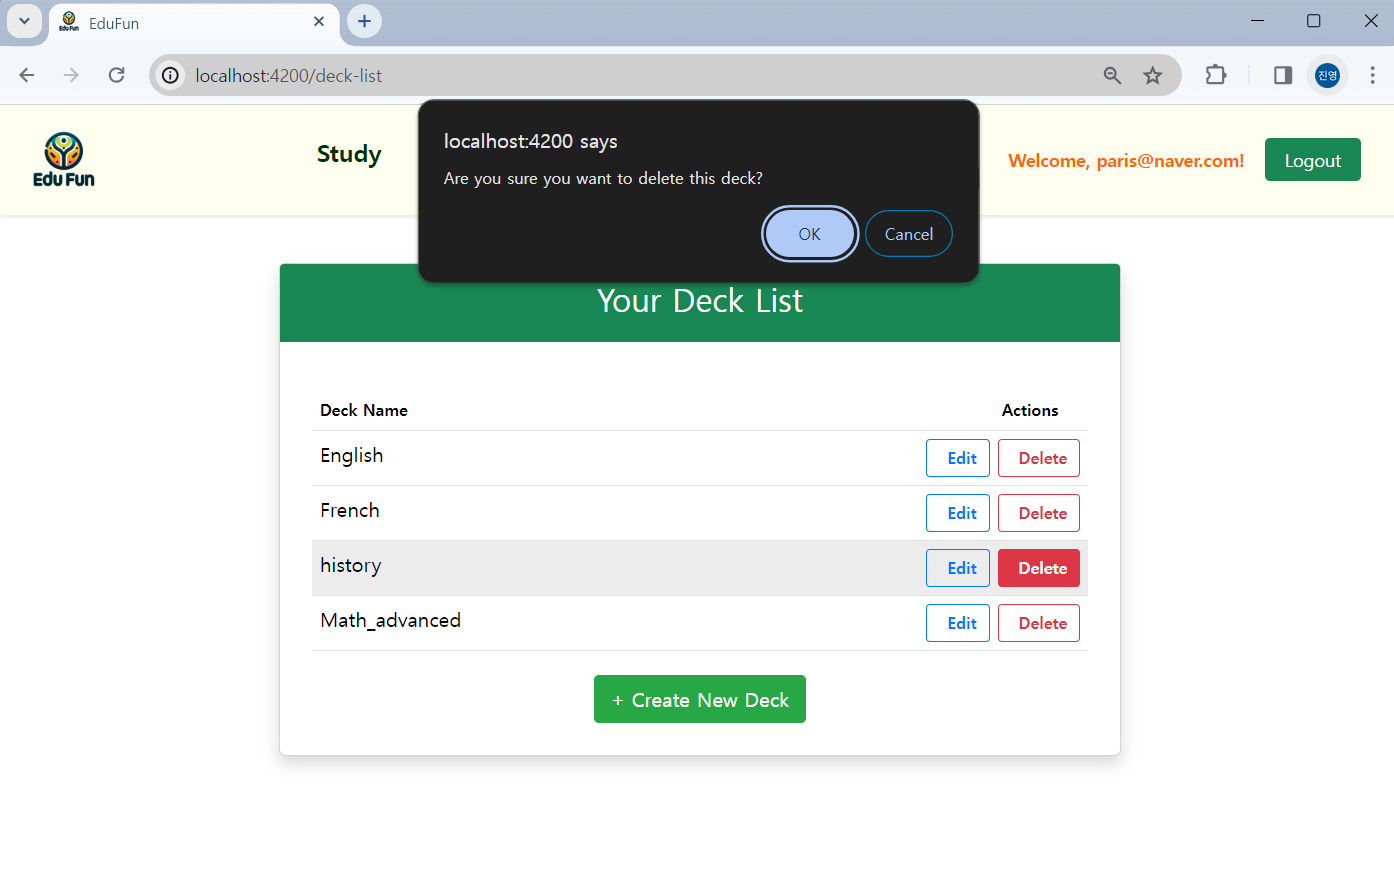 EduFun
localhost:4200/deck-list
진영
Edu Fun
Study
localhost:4200 says
Are you sure you want to delete this deck?
OK
Cancel
Welcome, paris@naver.com!
Logout
Your Deck List
Deck Name
Actions
English
Edit
Delete
French
Edit
Delete
history
Edit
Delete
Math_advanced
Edit
Delete
+ Create New Deck